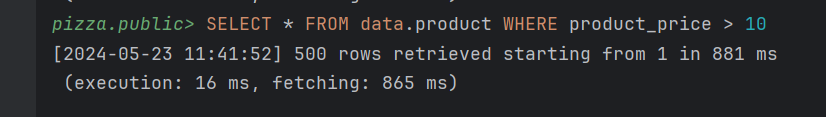 pizza.public> SELECT * FROM data.product WHERE product_price > 10
[2024-05-23 11:41:52] 500 rows retrieved starting from 1 in 881 ms
(execution: 16 ms, fetching: 865 ms)